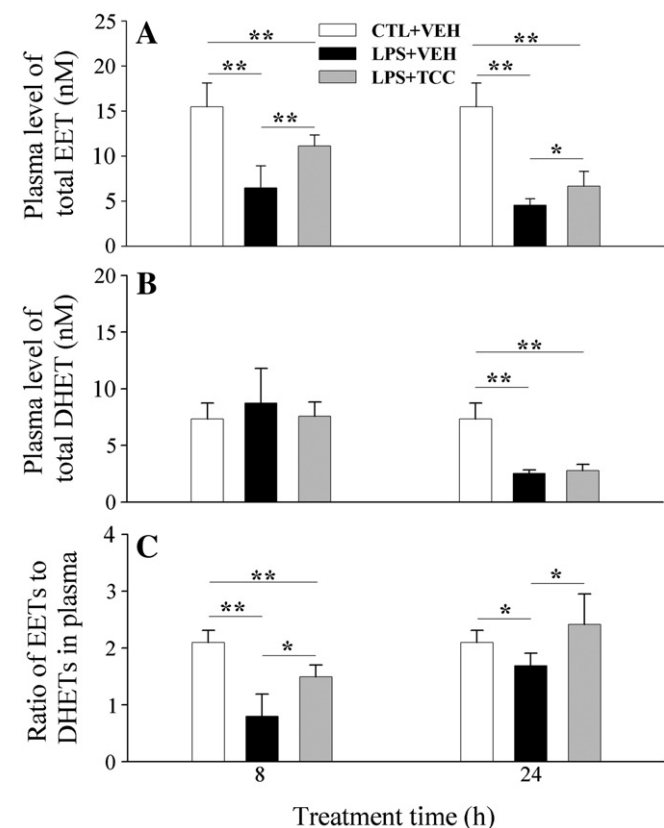 A
CTL+VEH
LPS+VEH
LPS+TCC
Plasma level of
total EET (nM)
25
20
15
10
5
0
**
**
**
**
**
*
B
Plasma level of
total DHET (nM)
20
15
10
5
0
**
**
C
Ratio of EETs to
DHETs in plasma
4
3
2
1
0
**
**
*
*
*
8
24
Treatment time (h)